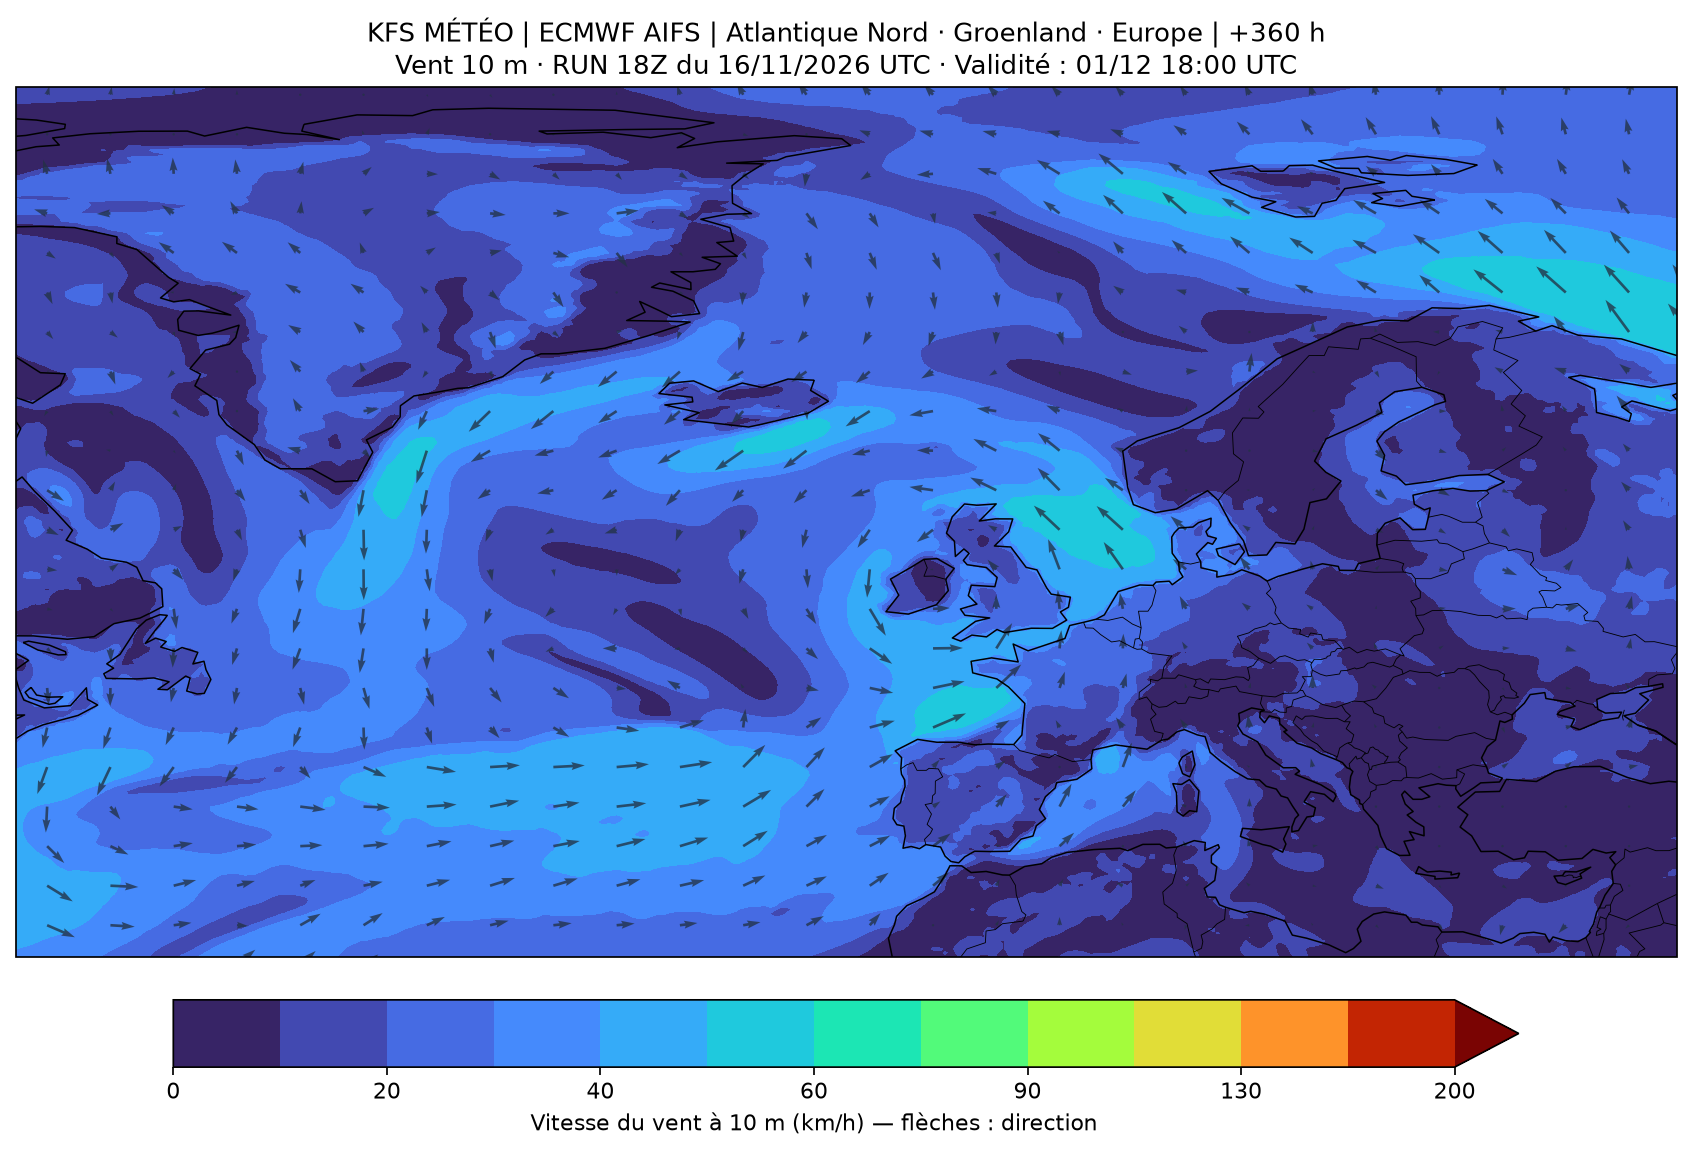 KFS MÉTÉO | ECMWF AIFS | Atlantique Nord · Groenland · Europe | +360 h
Vent 10 m · RUN 18Z du 16/11/2026 UTC · Validité : 01/12 18:00 UTC
0 20 40 60 90 130 200
Vitesse du vent à 10 m (km/h) — flèches : direction